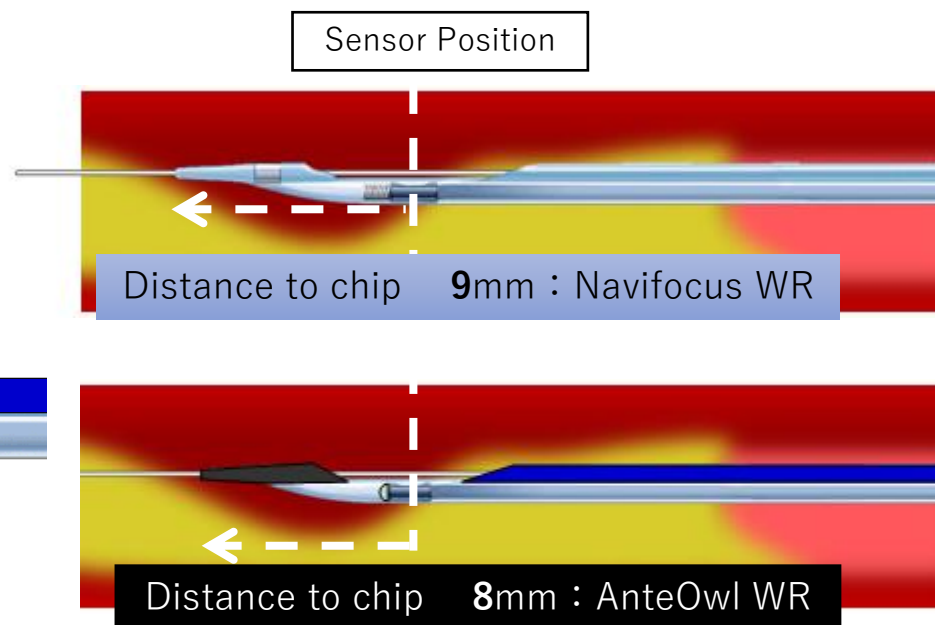 Sensor Position
Distance to chip 9mm：Navifocus WR
Distance to chip 8mm：AnteOwl WR